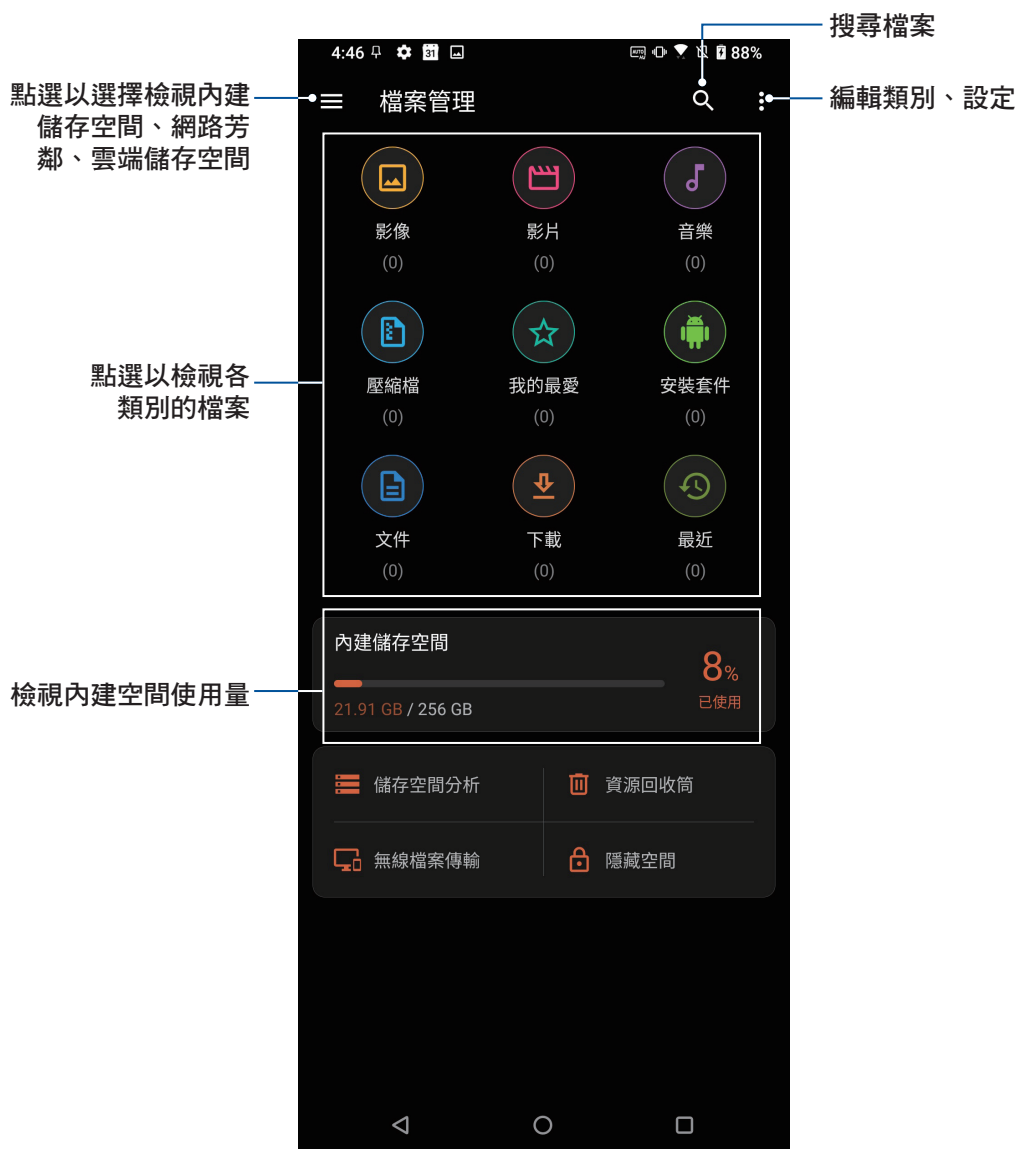 搜尋檔案
4:46 31 88%
點選以選擇檢視內建
儲存空間、網路芳
鄰、雲端儲存空間
檔案管理
編輯類別、設定
影像 影片 音樂
(0) (0) (0)
點選以檢視各
類別的檔案
壓縮檔 我的最愛 安裝套件
(0) (0) (0)
文件 下載 最近
(0) (0) (0)
檢視內建空間使用量
內建儲存空間
8%
21.91 GB / 256 GB
已使用
儲存空間分析 資源回收筒
無線檔案傳輸 隱藏空間